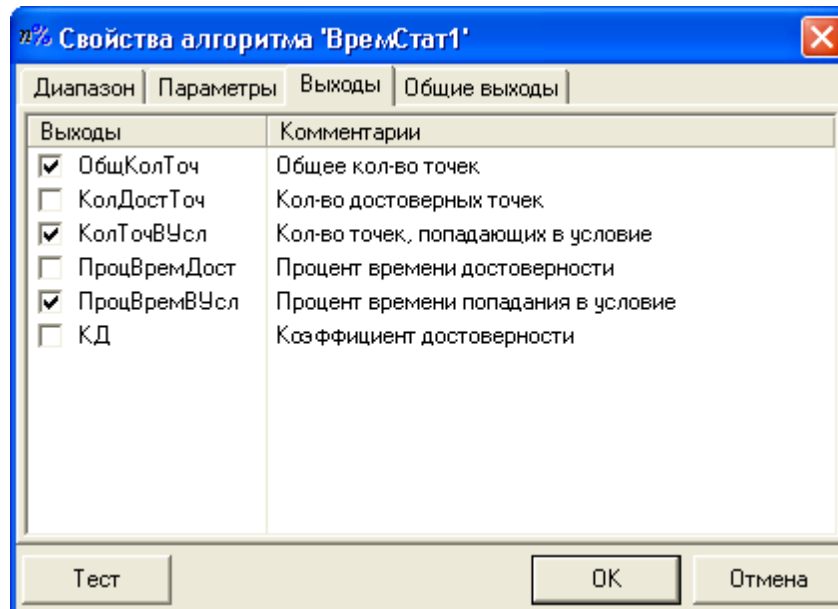 n% Свойства алгоритма 'ВремСтат1'
Диапазон Параметры Выходы Общие выходы
Выходы Комментарии
ОбщКолТоч Общее кол-во точек
КолДостТоч Кол-во достоверных точек
КолТочВУсл Кол-во точек, попадающих в условие
ПроцВремДост Процент времени достоверности
ПроцВремВУсл Процент времени попадания в условие
КД Коэффициент достоверности
Тест OK Отмена